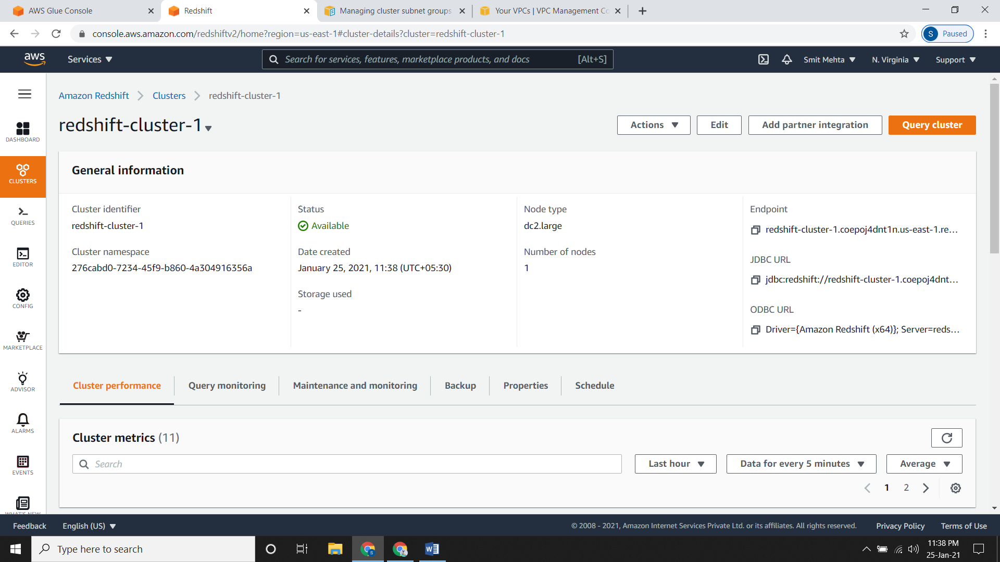 AWS Glue Console
Redshift
Managing cluster subnet groups
Your VPCs | VPC Management Co
console.aws.amazon.com/redshiftv2/home?region=us-east-1#cluster-details?cluster=redshift-cluster-1
S Paused
aws
Services
Search for services, features, marketplace products, and docs
[Alt+S]
Smit Mehta
N. Virginia
Support
Amazon Redshift
Clusters
redshift-cluster-1
redshift-cluster-1
Actions
Edit
Add partner integration
Query cluster
DASHBOARD
CLUSTERS
QUERIES
EDITOR
CONFIG
MARKETPLACE
ADVISOR
ALARMS
EVENTS
WHAT'S NEW
General information
Cluster identifier
redshift-cluster-1
Cluster namespace
276cabd0-7234-45f9-b860-4a304916356a
Status
Available
Date created
January 25, 2021, 11:38 (UTC+05:30)
Storage used
-
Node type
dc2.large
Number of nodes
1
Endpoint
redshift-cluster-1.coepoj4dnt1n.us-east-1.re...
JDBC URL
jdbc:redshift://redshift-cluster-1.coepoj4dnt...
ODBC URL
Driver={Amazon Redshift (x64)}; Server=reds...
Cluster performance
Query monitoring
Maintenance and monitoring
Backup
Properties
Schedule
Cluster metrics (11)
Search
Last hour
Data for every 5 minutes
Average
1 2
Feedback
English (US)
© 2008 - 2021, Amazon Internet Services Private Ltd. or its affiliates. All rights reserved.
Privacy Policy
Terms of Use
Type here to search
11:38 PM
25-Jan-21